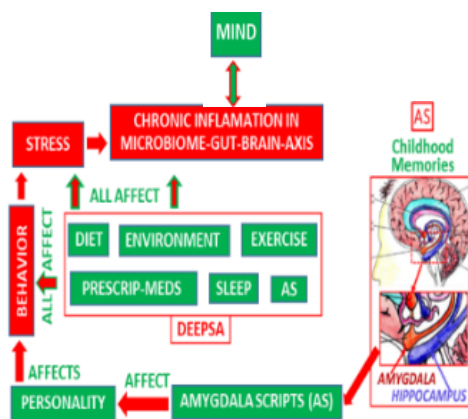 MIND
CHRONIC INFLAMATION IN
MICROBIOME-GUT-BRAIN-AXIS
STRESS
AS
Childhood
Memories
ALL AFFECT
DIET
ENVIRONMENT
EXERCISE
PRESCRIP-MEDS
SLEEP
AS
DEEPSA
BEHAVIOR
ALL AFFECT
AFFECTS
PERSONALITY
AFFECT
AMYGDALA SCRIPTS (AS)
AMYGDALA
HIPPOCAMPUS